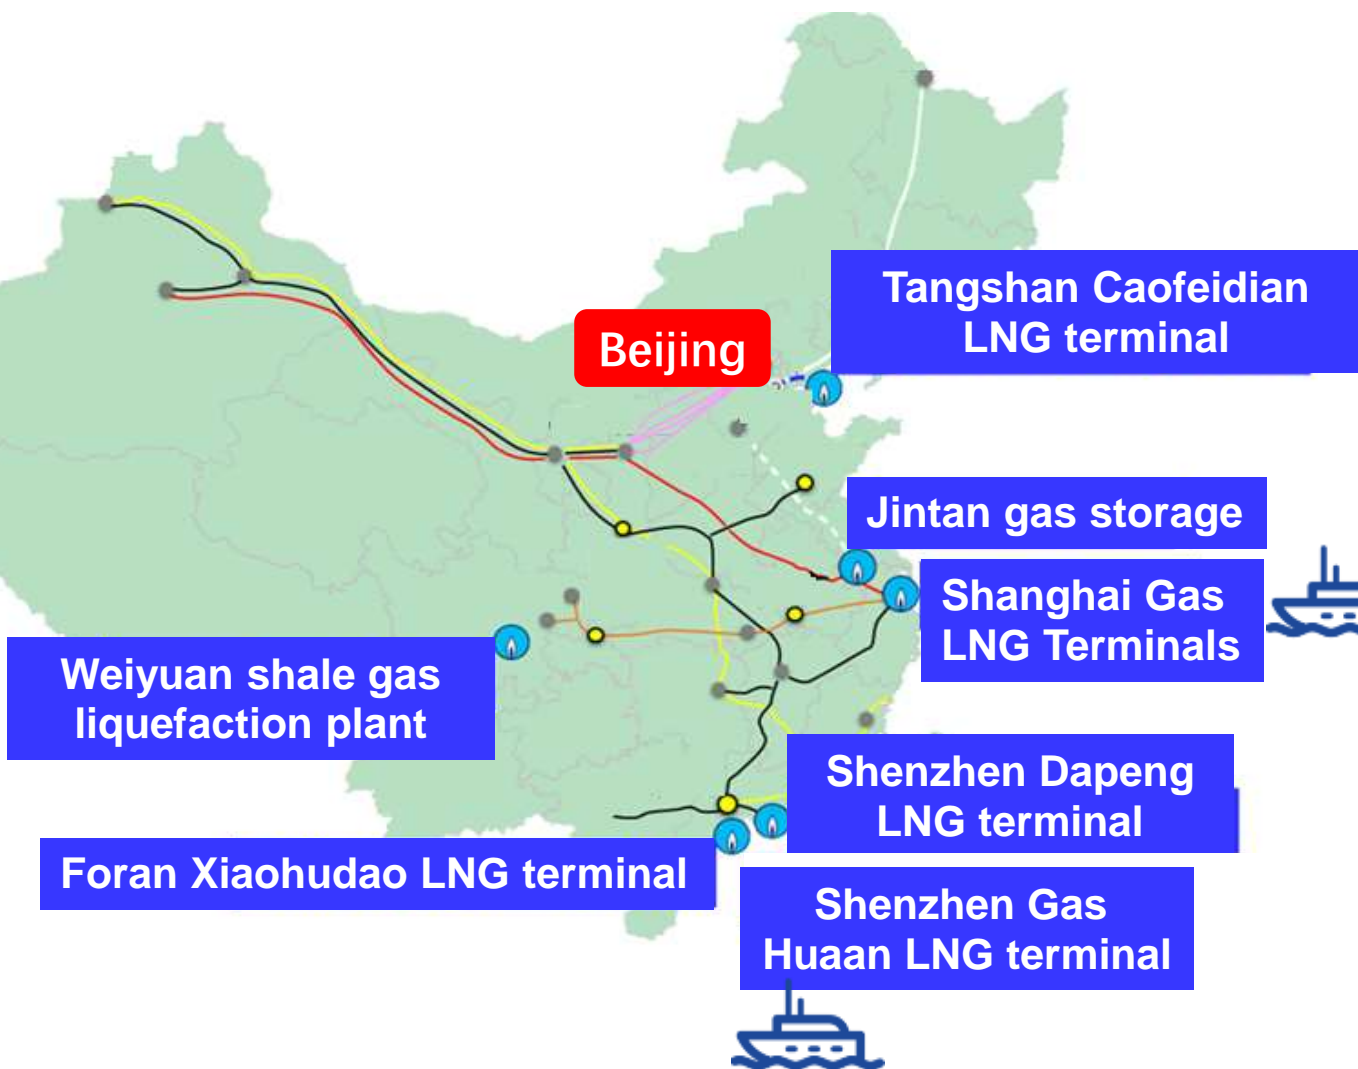 Tangshan Caofeidian
LNG terminal
Beijing
Jintan gas storage
Shanghai Gas
LNG Terminals
Weiyuan shale gas
liquefaction plant
Shenzhen Dapeng
LNG terminal
Foran Xiaohudao LNG terminal
Shenzhen Gas
Huaan LNG terminal